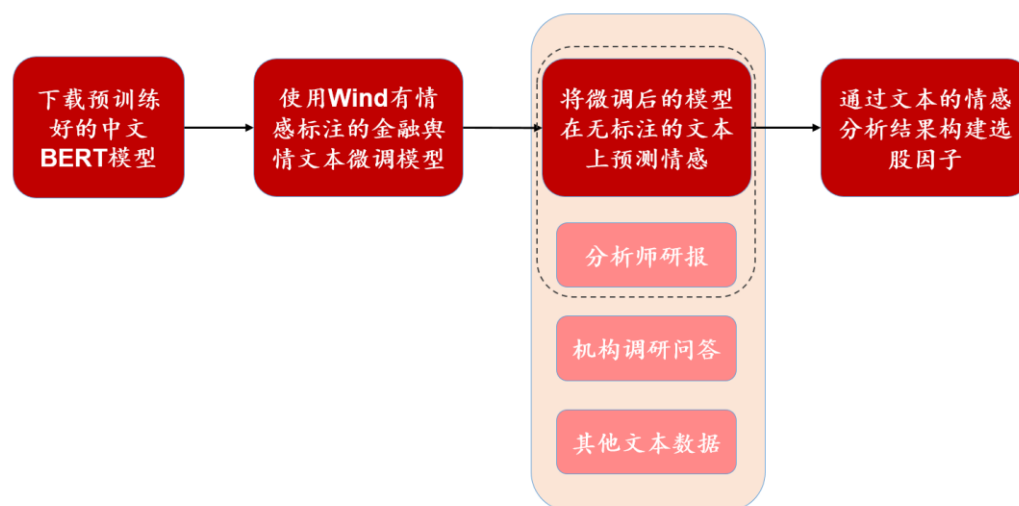 下载预训练
好的中文
BERT模型
使用Wind有情
感标注的金融舆
情文本微调模型
将微调后的模型
在无标注的文本
上预测情感
通过文本的情感
分析结果构建选
股因子
分析师研报
机构调研问答
其他文本数据